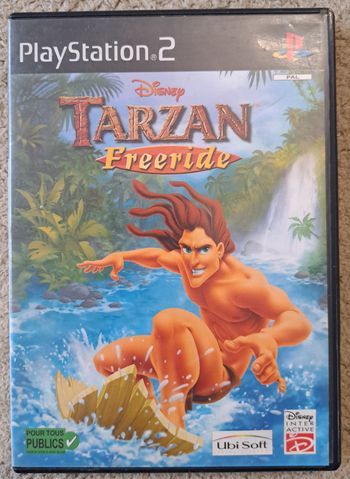 PlayStation 2
PAL
Disney
TARZAN
Freeride
POUR TOUS
PUBLICS
Ubi Soft
Disney
INTER
ACTIVE